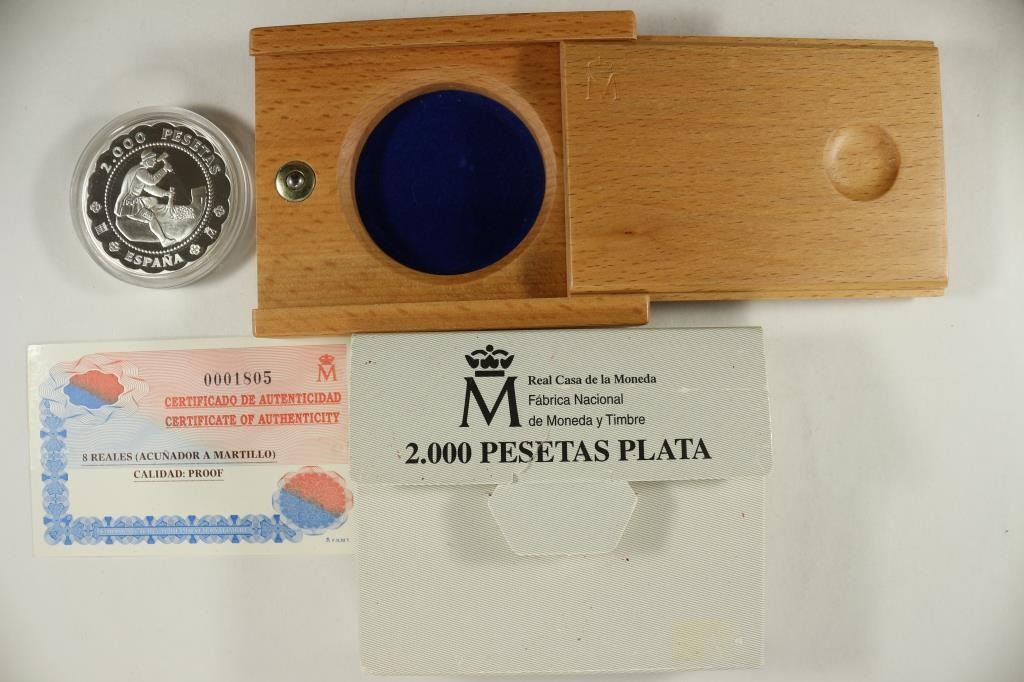 2.000 PESETAS
ESPAÑA
0001805
M
CERTIFICADO DE AUTENTICIDAD
CERTIFICATE OF AUTHENTICITY
8 REALES (ACUÑADOR A MARTILLO)
CALIDAD: PROOF
M
Real Casa de la Moneda
Fábrica Nacional
de Moneda y Timbre
2.000 PESETAS PLATA
M